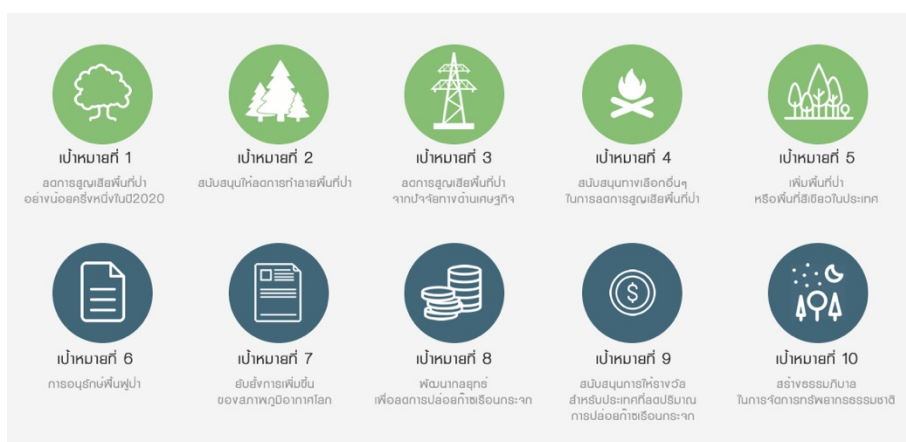 เป้าหมายที่ 1
ลดการสูญเสียพื้นที่ป่า
อย่างน้อยครึ่งหนึ่งในปี2020
เป้าหมายที่ 2
สนับสนุนให้ลดการทำลายพื้นที่ป่า
เป้าหมายที่ 3
ลดการสูญเสียพื้นที่ป่า
จากปัจจัยทางด้านเศรษฐกิจ
เป้าหมายที่ 4
สนับสนุนทางเลือกอื่นๆ
ในการลดการสูญเสียพื้นที่ป่า
เป้าหมายที่ 5
เพิ่มพื้นที่ป่า
หรือพื้นที่สีเขียวในประเทศ
เป้าหมายที่ 6
การอนุรักษ์ฟื้นฟูป่า
เป้าหมายที่ 7
ยับยั้งการเพิ่มขึ้น
ของสภาพภูมิอากาศโลก
เป้าหมายที่ 8
พัฒนากลยุทธ์
เพื่อลดการปล่อยก๊าซเรือนกระจก
เป้าหมายที่ 9
สนับสนุนการให้รางวัล
สำหรับประเทศที่ลดปริมาณ
การปล่อยก๊าซเรือนกระจก
เป้าหมายที่ 10
สร้างธรรมาภิบาล
ในการจัดการทรัพยากรธรรมชาติ